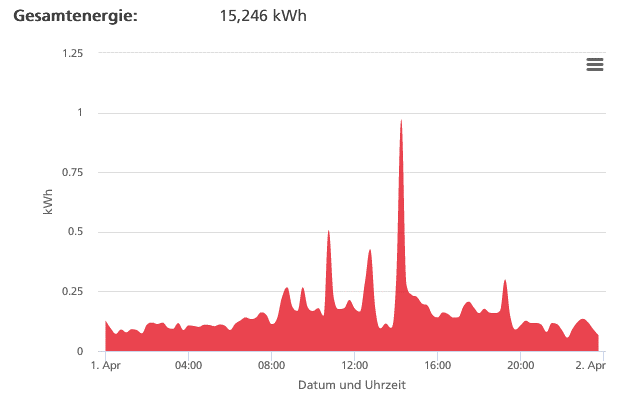 Gesamtenergie: 15,246 kWh
1.25
1
0.75
0.5
0.25
0
kWh
1. Apr 04:00 08:00 12:00 16:00 20:00 2. Apr
Datum und Uhrzeit